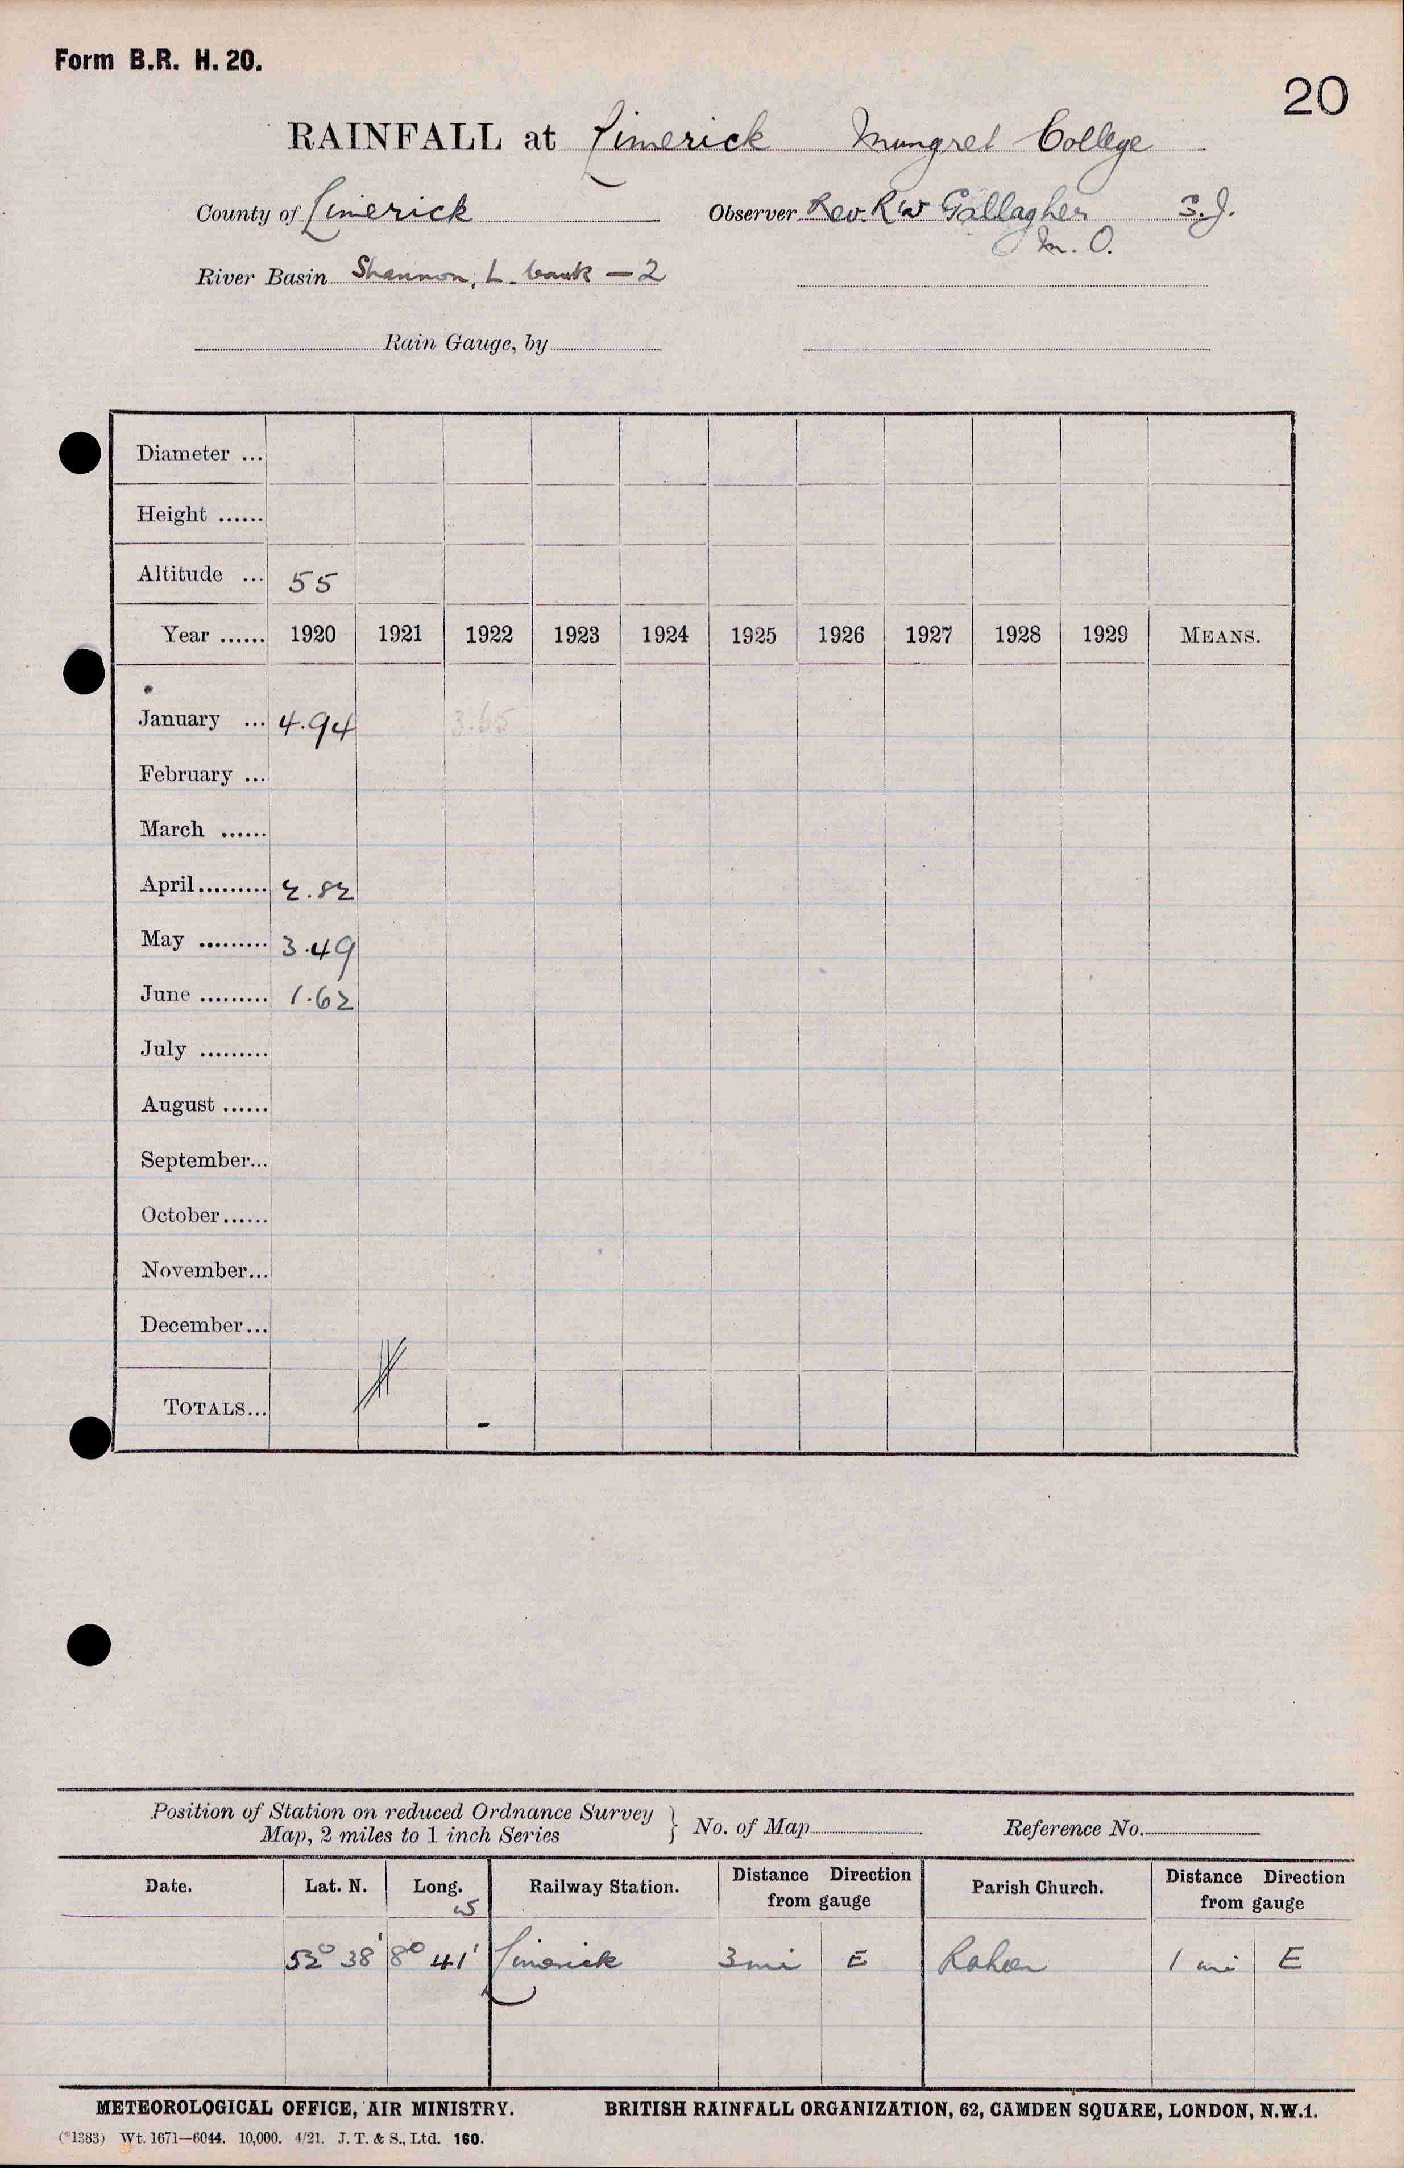 Form B.R. H. 20.
20
RAINFALL at Limerick Mungret College
County of Limerick Observer Rev. R W Gallagher S.J.
M. O.
River Basin Shannon, L. bank — 2
Rain Gauge, by
Diameter ...
Height ......
Altitude ... 55
Year ...... 1920 1921 1922 1923 1924 1925 1926 1927 1928 1929 MEANS.
January ... 4.94 3.65
February ...
March ......
April......... 2.82
May ......... 3.49
June ......... 1.62
July .........
August ......
September...
October......
November...
December...
TOTALS... -
Position of Station on reduced Ordnance Survey
Map, 2 miles to 1 inch Series } No. of Map Reference No.
Date. Lat. N. Long. W Railway Station. Distance Direction from gauge Parish Church. Distance Direction from gauge
52° 38' 8° 41' Limerick 3 mi E Raheen 1 mi E
METEOROLOGICAL OFFICE, AIR MINISTRY. BRITISH RAINFALL ORGANIZATION, 62, CAMDEN SQUARE, LONDON, N.W.1.
(*1383) Wt. 1671—6044. 10,000. 4/21. J. T. & S., Ltd. 160.